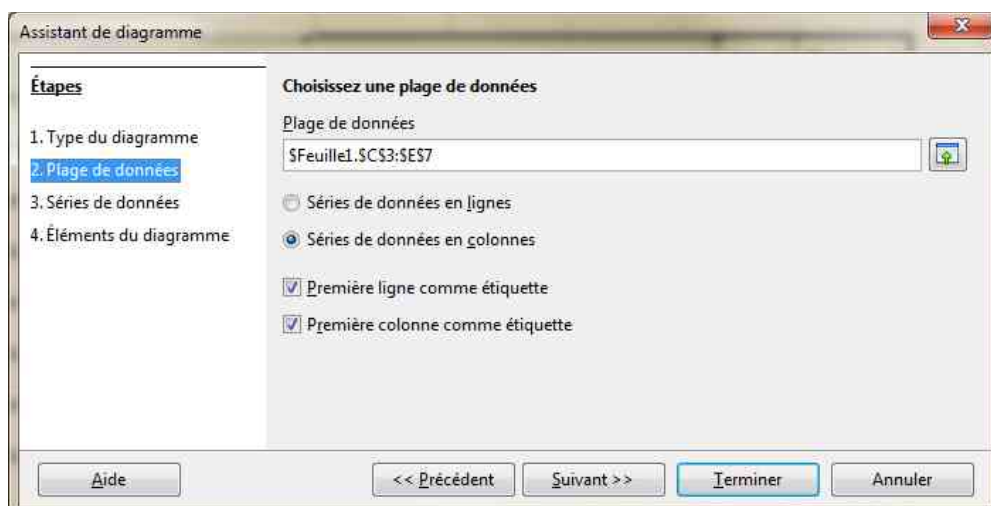 Assistant de diagramme
Étapes
1. Type du diagramme
2. Plage de données
3. Séries de données
4. Éléments du diagramme
Choisissez une plage de données
Plage de données
$Feuille1.$C$3:$E$7
Séries de données en lignes
Séries de données en colonnes
Première ligne comme étiquette
Première colonne comme étiquette
Aide
<< Précédent
Suivant >>
Terminer
Annuler